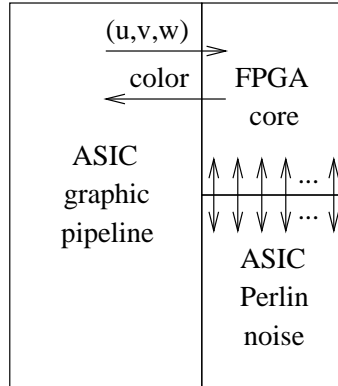 (u,v,w)
color
ASIC
graphic
pipeline
FPGA
core
...
...
ASIC
Perlin
noise